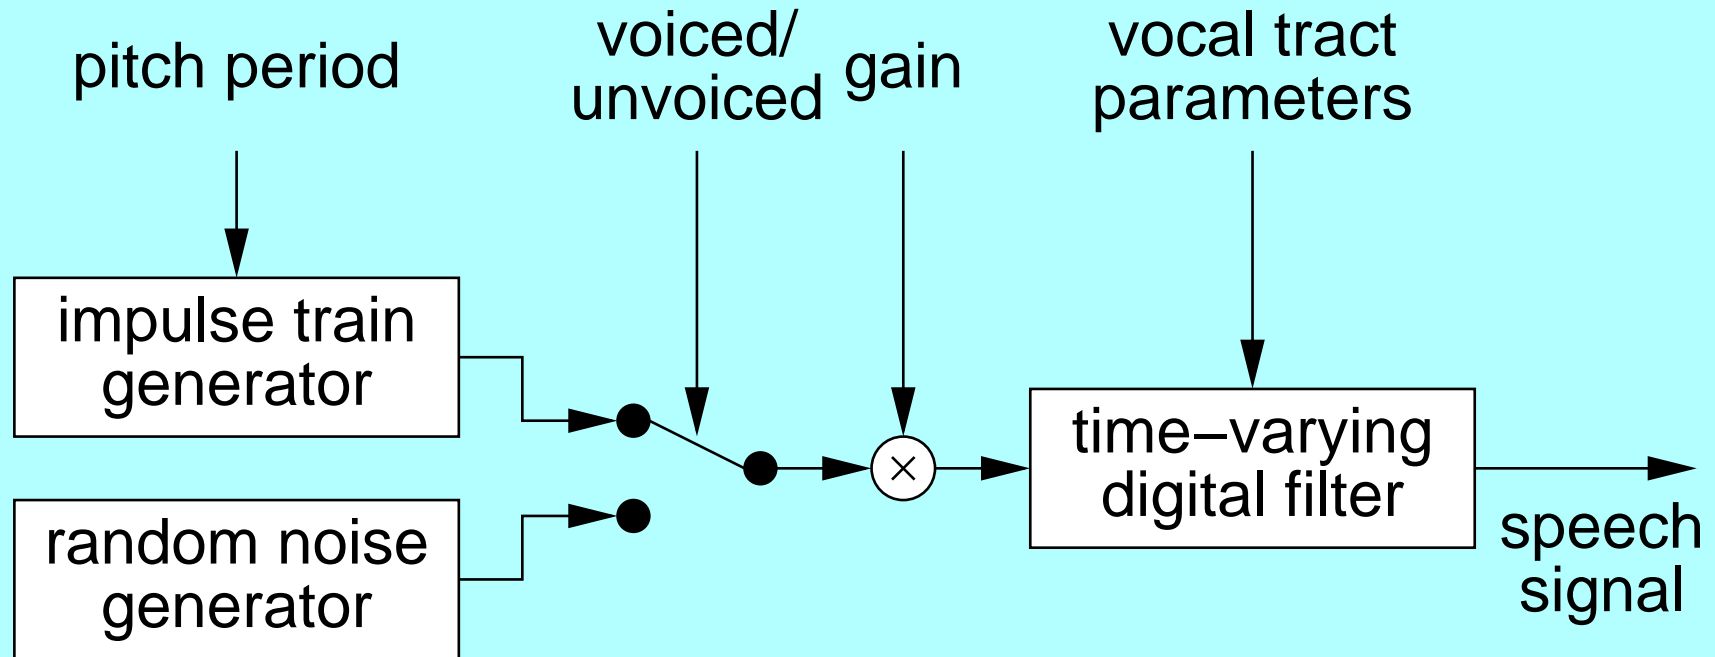 pitch period
voiced/
unvoiced
gain
vocal tract
parameters
impulse train
generator
random noise
generator
×
time−varying
digital filter
speech
signal